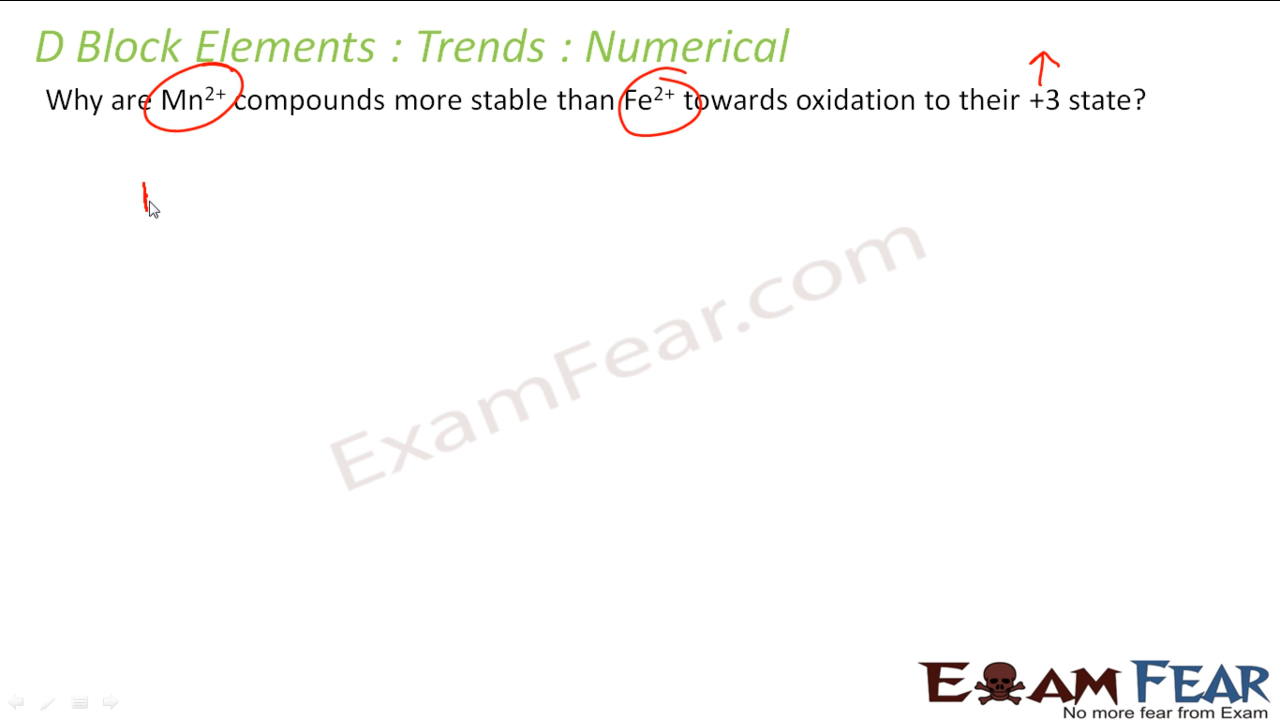 D Block Elements : Trends : Numerical
Why are Mn²⁺ compounds more stable than Fe²⁺ towards oxidation to their +3 state?
ExamFear.com
EXAM FEAR
No more fear from Exam